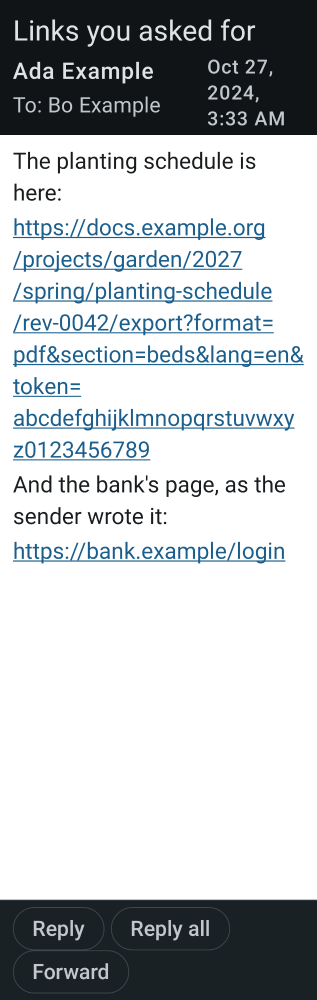 Links you asked for
Ada Example
Oct 27,
2024,
3:33 AM
To: Bo Example
The planting schedule is
here:
https://docs.example.org
/projects/garden/2027
/spring/planting-schedule
/rev-0042/export?format=
pdf&section=beds&lang=en&
token=
abcdefghijklmnopqrstuvwxy
z0123456789
And the bank's page, as the
sender wrote it:
https://bank.example/login
Reply
Reply all
Forward